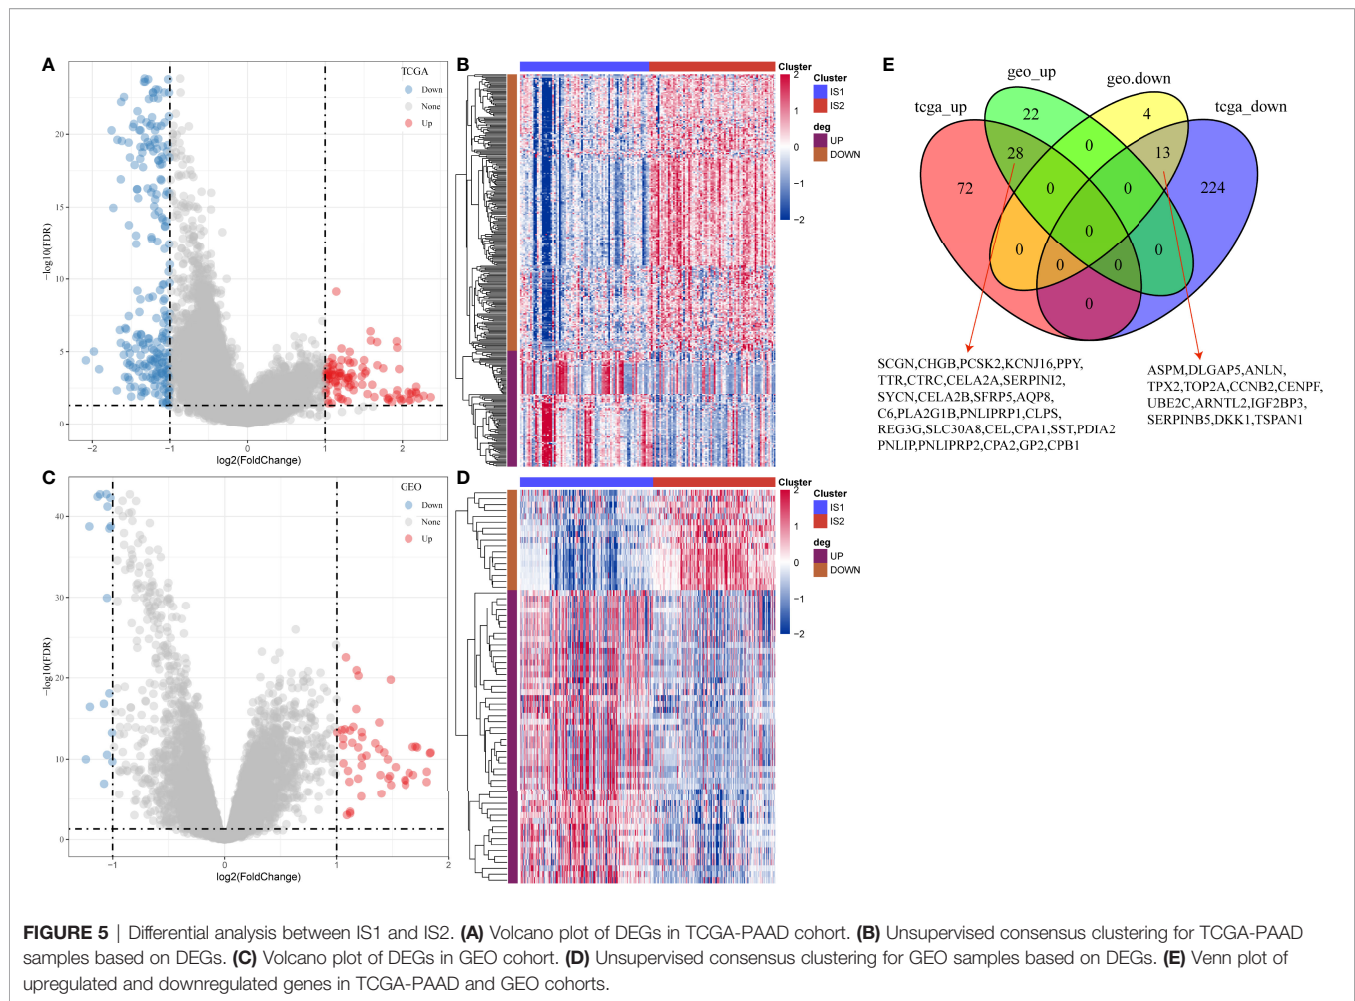 A
TCGA
Down
None
Up
20
15
10
5
0
−log10(FDR)
−2
−1
0
1
2
log2(FoldChange)
B
Cluster
2
1
0
−1
−2
Cluster
IS1
IS2
deg
UP
DOWN
C
GEO
Down
None
Up
40
30
20
10
0
−log10(FDR)
−1
0
1
2
log2(FoldChange)
D
Cluster
2
1
0
−1
−2
Cluster
IS1
IS2
deg
UP
DOWN
E
geo_up
geo.down
tcga_up
tcga_down
22
4
0
28
13
72
0
0
224
0
0
0
0
0
0
SCGN,CHGB,PCSK2,KCNJ16,PPY,
TTR,CTRC,CELA2A,SERPINI2,
SYCN,CELA2B,SFRP5,AQP8,
C6,PLA2G1B,PNLIPRP1,CLPS,
REG3G,SLC30A8,CEL,CPA1,SST,PDIA2
PNLIP,PNLIPRP2,CPA2,GP2,CPB1
ASPM,DLGAP5,ANLN,
TPX2,TOP2A,CCNB2,CENPF,
UBE2C,ARNTL2,IGF2BP3,
SERPINB5,DKK1,TSPAN1
FIGURE 5 | Differential analysis between IS1 and IS2. (A) Volcano plot of DEGs in TCGA-PAAD cohort. (B) Unsupervised consensus clustering for TCGA-PAAD
samples based on DEGs. (C) Volcano plot of DEGs in GEO cohort. (D) Unsupervised consensus clustering for GEO samples based on DEGs. (E) Venn plot of
upregulated and downregulated genes in TCGA-PAAD and GEO cohorts.